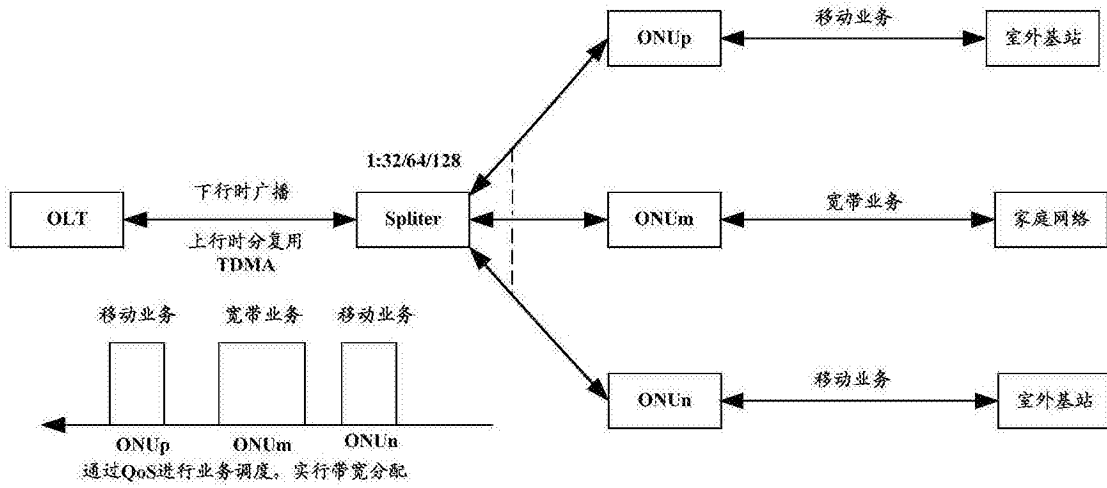 ONUp
移动业务
室外基站
1:32/64/128
OLT
下行时广播
上行时分复用
TDMA
Spliter
ONUm
宽带业务
家庭网络
移动业务
宽带业务
移动业务
ONUn
移动业务
室外基站
ONUp
ONUm
ONUn
通过QoS进行业务调度，实行带宽分配